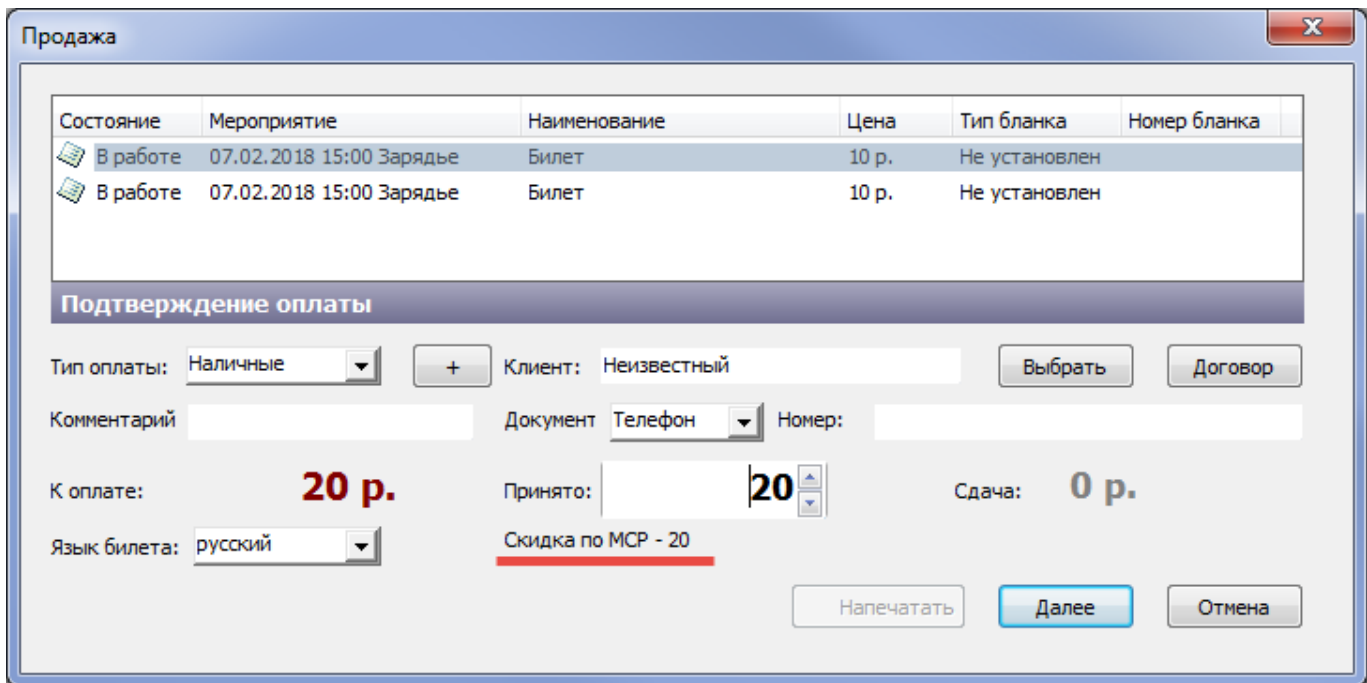 Продажа
Состояние Мероприятие Наименование Цена Тип бланка Номер бланка
В работе 07.02.2018 15:00 Зарядье Билет 10 р. Не установлен
В работе 07.02.2018 15:00 Зарядье Билет 10 р. Не установлен
Подтверждение оплаты
Тип оплаты: Наличные + Клиент: Неизвестный Выбрать Договор
Комментарий Документ Телефон Номер:
К оплате: 20 р. Принято: 20 Сдача: 0 р.
Язык билета: русский Скидка по МСР - 20
Напечатать Далее Отмена